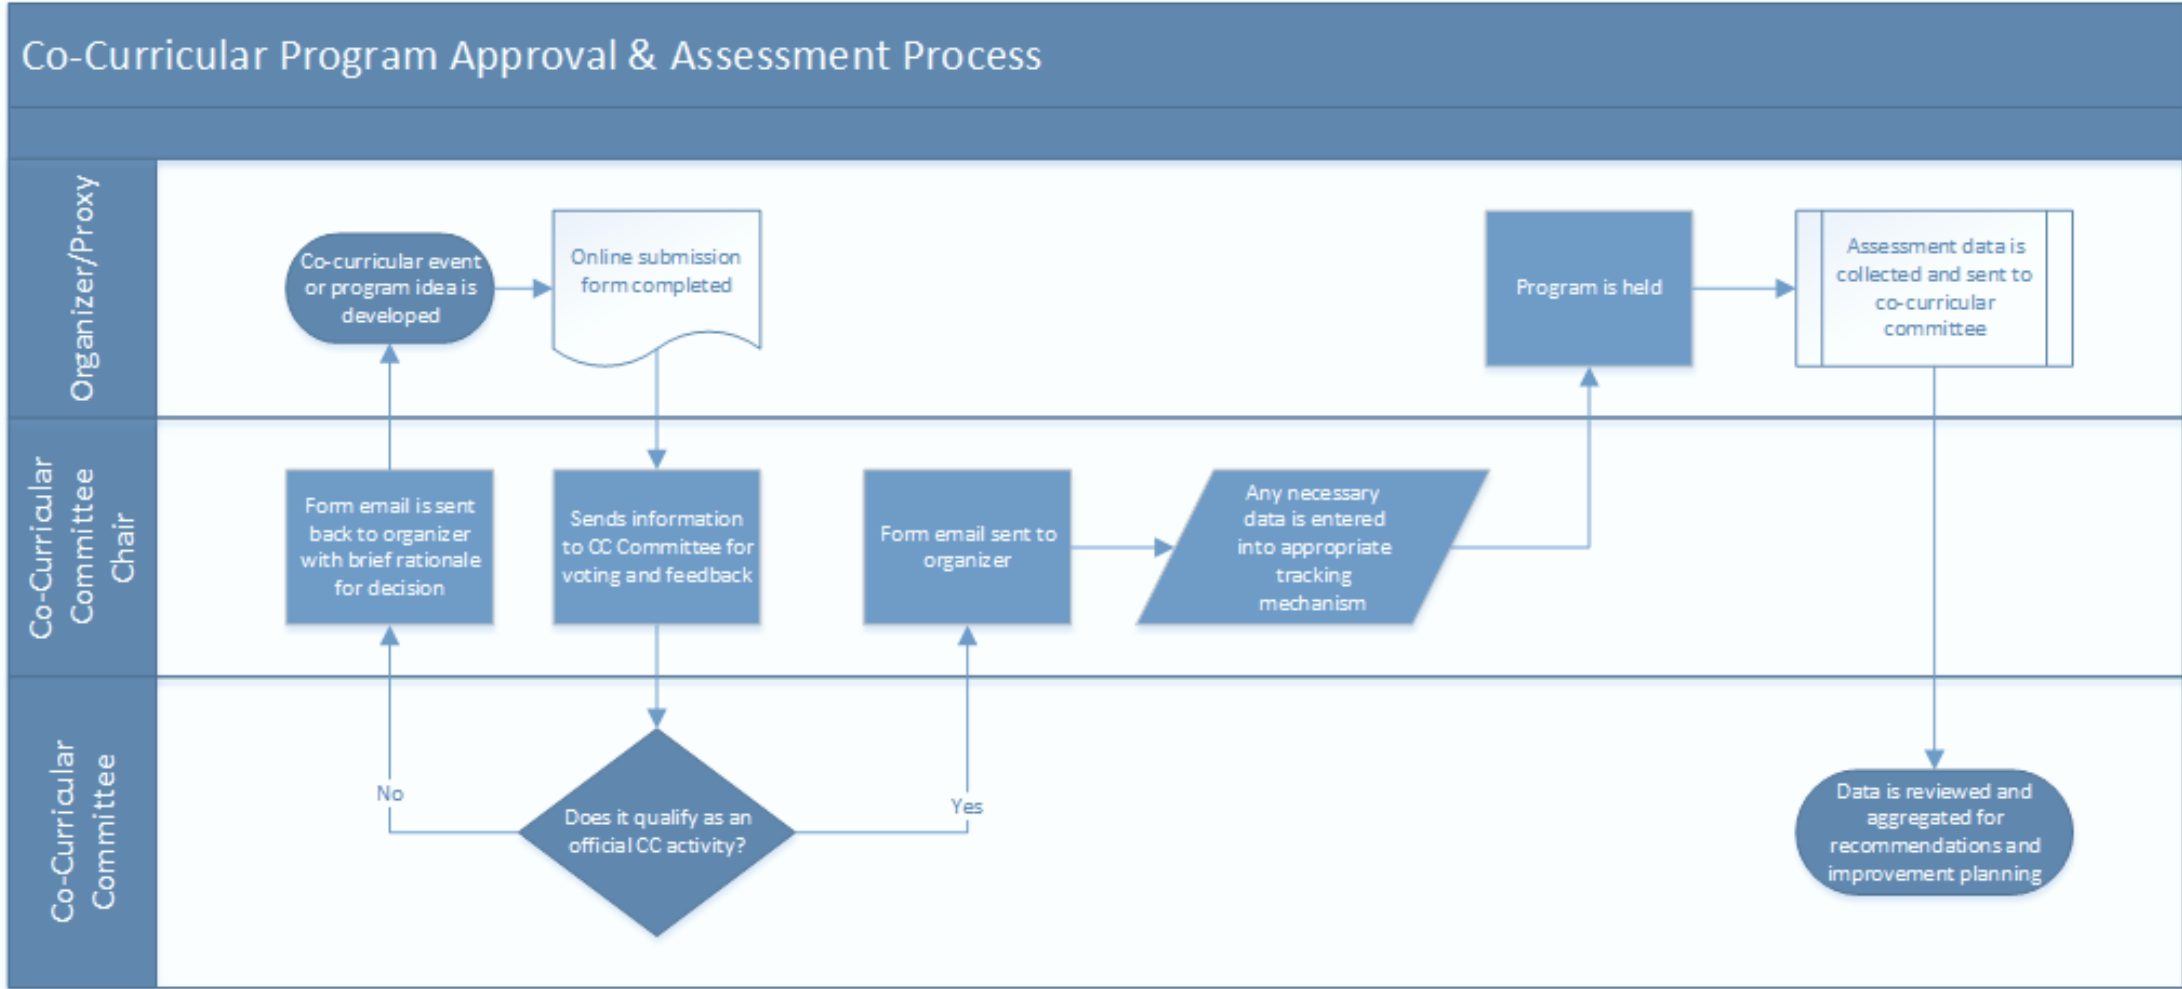 Co-Curricular Program Approval & Assessment Process
Organizer/Proxy
Co-curricular event
or program idea is
developed
Online submission
form completed
Program is held
Assessment data is
collected and sent to
co-curricular
committee
Co-Curricular
Committee
Chair
Form email is sent
back to organizer
with brief rationale
for decision
Sends information
to CC Committee for
voting and feedback
Form email sent to
organizer
Any necessary
data is entered
into appropriate
tracking
mechanism
Co-Curricular
Committee
No
Does it qualify as an
official CC activity?
Yes
Data is reviewed and
aggregated for
recommendations and
improvement planning